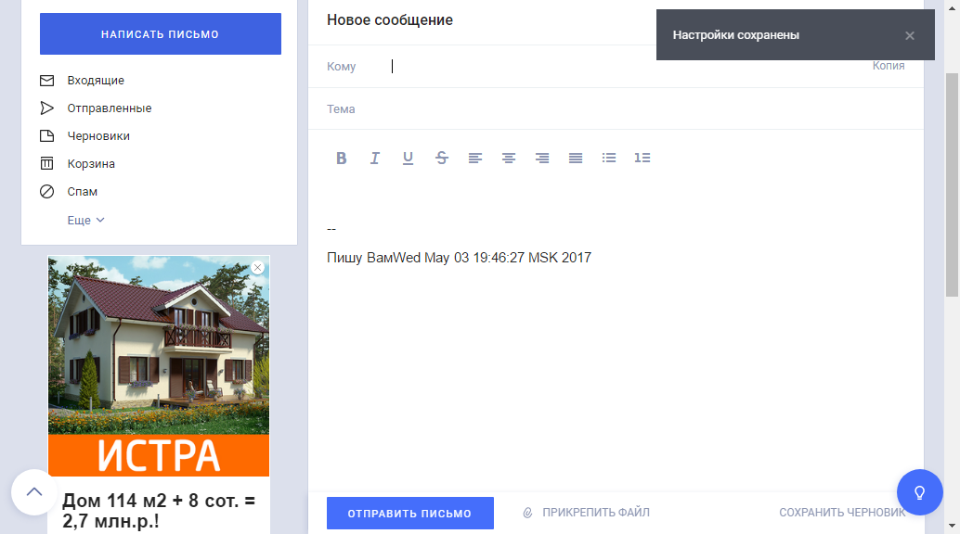 НАПИСАТЬ ПИСЬМО
Входящие
Отправленные
Черновики
Корзина
Спам
Еще
ИСТРА
Дом 114 м2 + 8 сот. =
2,7 млн.р.!
Новое сообщение
Настройки сохранены
Кому
Копия
Тема
B I U S
--
Пишу ВамWed May 03 19:46:27 MSK 2017
ОТПРАВИТЬ ПИСЬМО
ПРИКРЕПИТЬ ФАЙЛ
СОХРАНИТЬ ЧЕРНОВИК